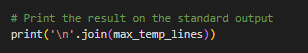 # Print the result on the standard output
print('\n'.join(max_temp_lines))